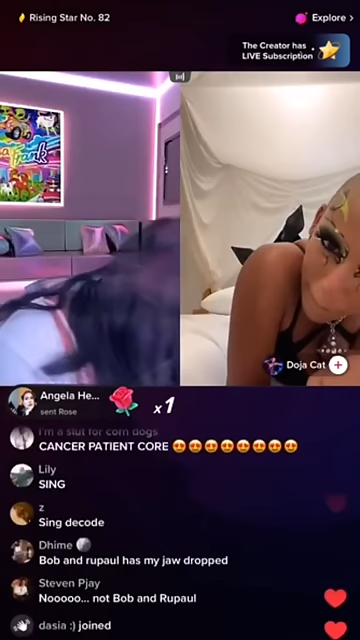 Rising Star No. 82
Explore >
The Creator has
LIVE Subscription
Frank
Doja Cat
Angela He...
sent Rose
x1
I'm a slut for corn dogs
CANCER PATIENT CORE 😍😍😍😍😍😍😍😍
Lily
SING
z
Sing decode
Dhime
Bob and rupaul has my jaw dropped
Steven Pjay
Nooooo... not Bob and Rupaul
dasia :) joined